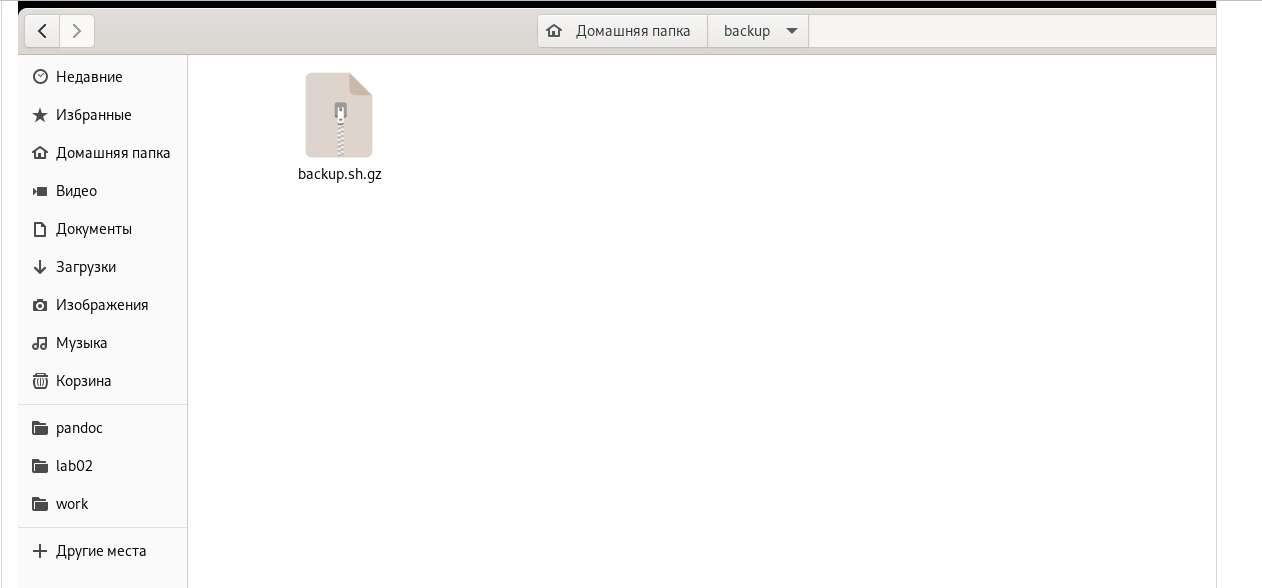 Домашняя папка
backup
Недавние
Избранные
Домашняя папка
Видео
Документы
Загрузки
Изображения
Музыка
Корзина
pandoc
lab02
work
Другие места
backup.sh.gz